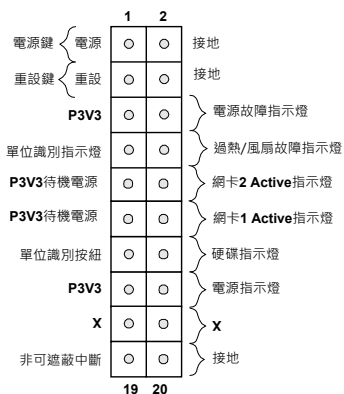 1 2
電源鍵 電源 接地
重設鍵 重設 接地
P3V3 電源故障指示燈
單位識別指示燈 過熱/風扇故障指示燈
P3V3待機電源 網卡2 Active指示燈
P3V3待機電源 網卡1 Active指示燈
單位識別按鈕 硬碟指示燈
P3V3 電源指示燈
X X
非可遮蔽中斷 接地
19 20